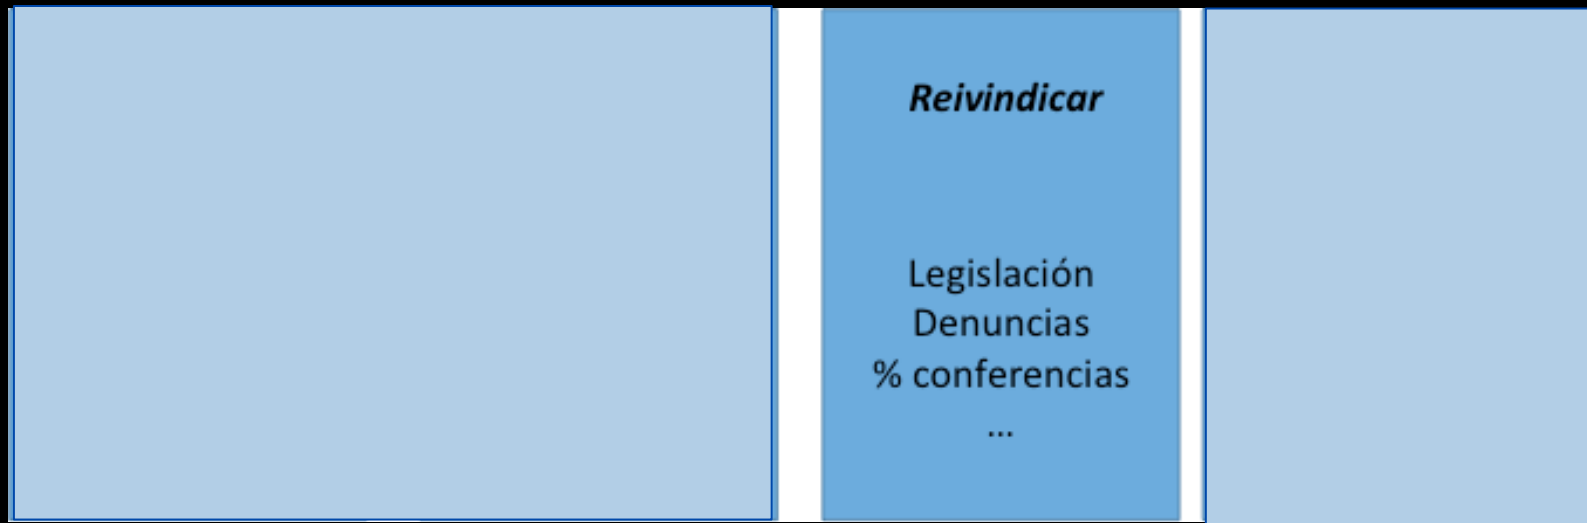 Reivindicar
Legislación
Denuncias
% conferencias
...